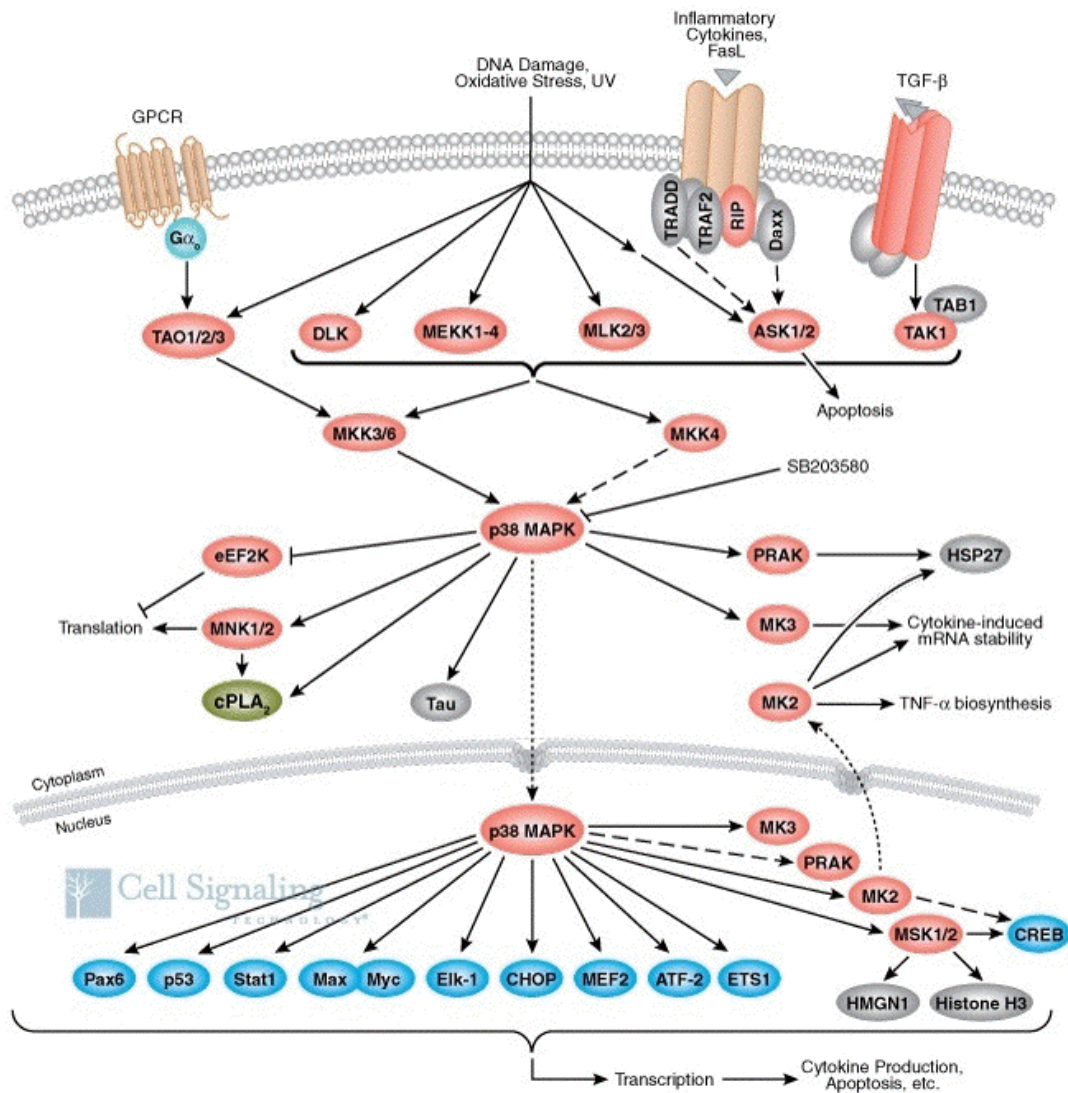 Inflammatory
Cytokines,
FasL
DNA Damage,
Oxidative Stress, UV
TGF-β
GPCR
TRADD
TRAF2
RIP
Daxx
Gαo
TAB1
TAO1/2/3
DLK
MEKK1-4
MLK2/3
ASK1/2
TAK1
Apoptosis
MKK3/6
MKK4
SB203580
p38 MAPK
eEF2K
PRAK
HSP27
Translation
MNK1/2
MK3
Cytokine-induced
mRNA stability
cPLA2
Tau
MK2
TNF-α biosynthesis
Cytoplasm
Nucleus
p38 MAPK
MK3
PRAK
Cell Signaling
TECHNOLOGY®
MK2
MSK1/2
CREB
Pax6
p53
Stat1
Max
Myc
Elk-1
CHOP
MEF2
ATF-2
ETS1
HMGN1
Histone H3
Transcription
Cytokine Production,
Apoptosis, etc.